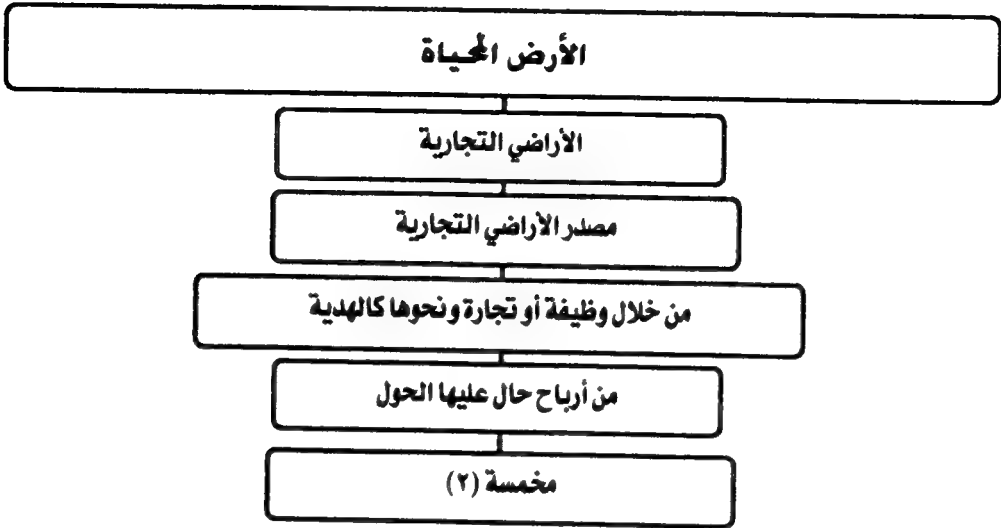 الأرض المحياة
الأراضي التجارية
مصدر الأراضي التجارية
من خلال وظيفة أو تجارة ونحوها كالهدية
من أرباح حال عليها الحول
مخمسة (٢)